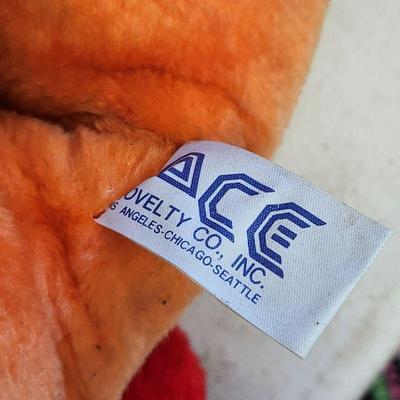 ACE
OVELTY CO., INC.
S ANGELES-CHICAGO-SEATTLE